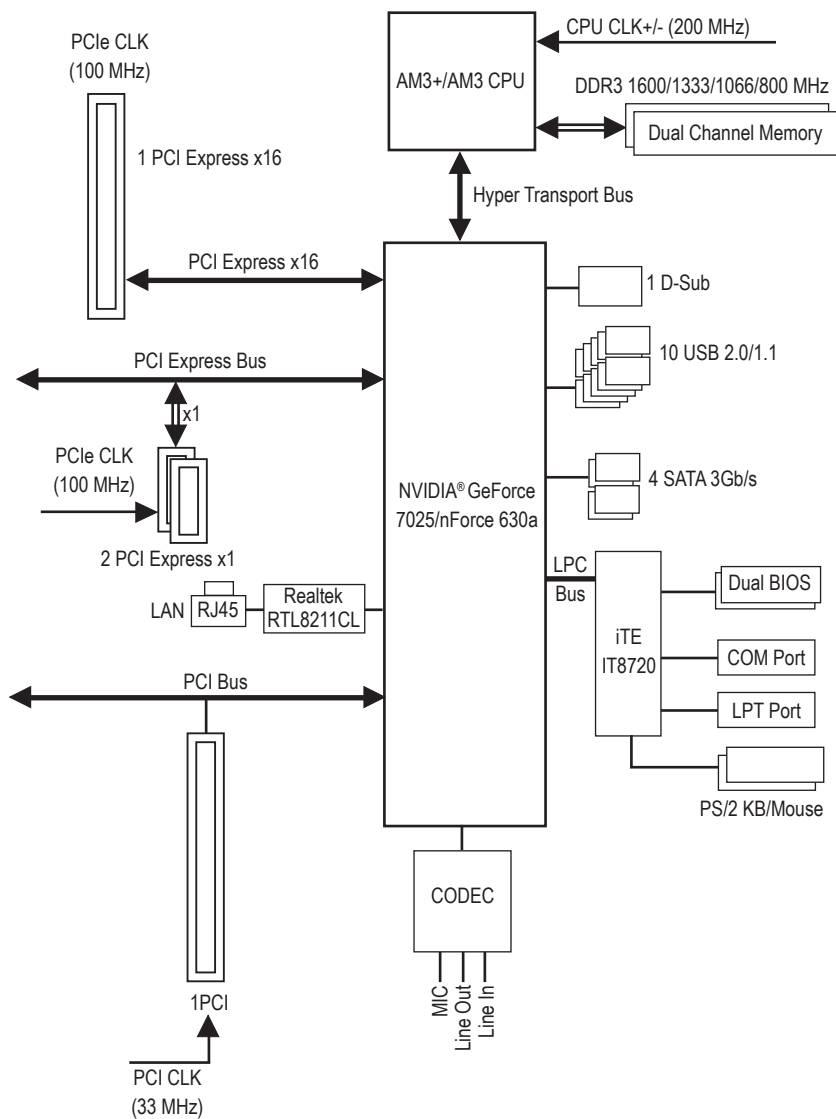 PCIe CLK
(100 MHz)
1 PCI Express x16
AM3+/AM3 CPU
CPU CLK+/- (200 MHz)
DDR3 1600/1333/1066/800 MHz
Dual Channel Memory
Hyper Transport Bus
PCI Express x16
1 D-Sub
PCI Express Bus
10 USB 2.0/1.1
x1
PCIe CLK
(100 MHz)
2 PCI Express x1
4 SATA 3Gb/s
NVIDIA® GeForce
7025/nForce 630a
LPC
Bus
iTE
IT8720
Dual BIOS
COM Port
LPT Port
PS/2 KB/Mouse
LAN
RJ45
Realtek
RTL8211CL
PCI Bus
1PCI
PCI CLK
(33 MHz)
CODEC
MIC
Line Out
Line In